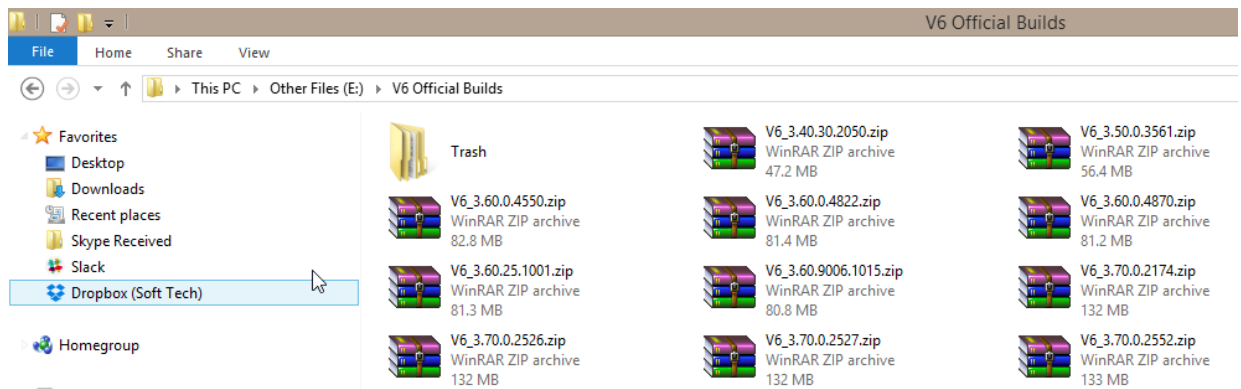 V6 Official Builds
File Home Share View
This PC Other Files (E:) V6 Official Builds
Favorites
Desktop
Downloads
Recent places
Skype Received
Slack
Dropbox (Soft Tech)
Homegroup
Trash
V6_3.40.30.2050.zip
WinRAR ZIP archive
47.2 MB
V6_3.50.0.3561.zip
WinRAR ZIP archive
56.4 MB
V6_3.60.0.4550.zip
WinRAR ZIP archive
82.8 MB
V6_3.60.0.4822.zip
WinRAR ZIP archive
81.4 MB
V6_3.60.0.4870.zip
WinRAR ZIP archive
81.2 MB
V6_3.60.25.1001.zip
WinRAR ZIP archive
81.3 MB
V6_3.60.9006.1015.zip
WinRAR ZIP archive
80.8 MB
V6_3.70.0.2174.zip
WinRAR ZIP archive
132 MB
V6_3.70.0.2526.zip
WinRAR ZIP archive
132 MB
V6_3.70.0.2527.zip
WinRAR ZIP archive
132 MB
V6_3.70.0.2552.zip
WinRAR ZIP archive
133 MB